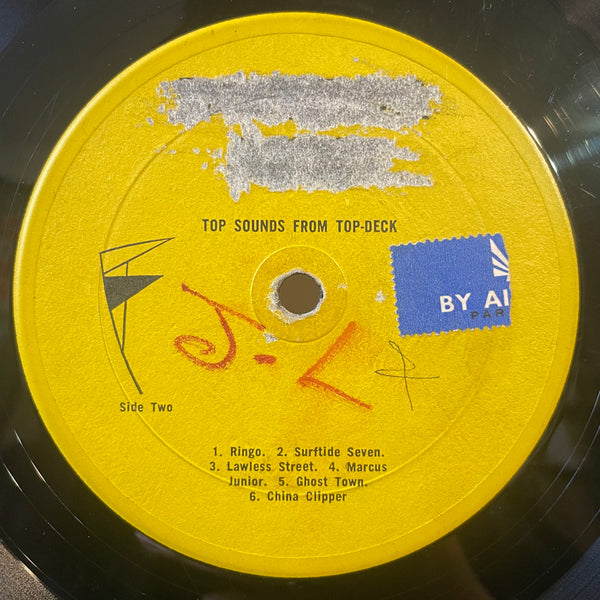 TOP SOUNDS FROM TOP-DECK
BY AI
PAR
J. L
Side Two
1. Ringo. 2. Surftide Seven.
3. Lawless Street. 4. Marcus
Junior. 5. Ghost Town.
6. China Clipper